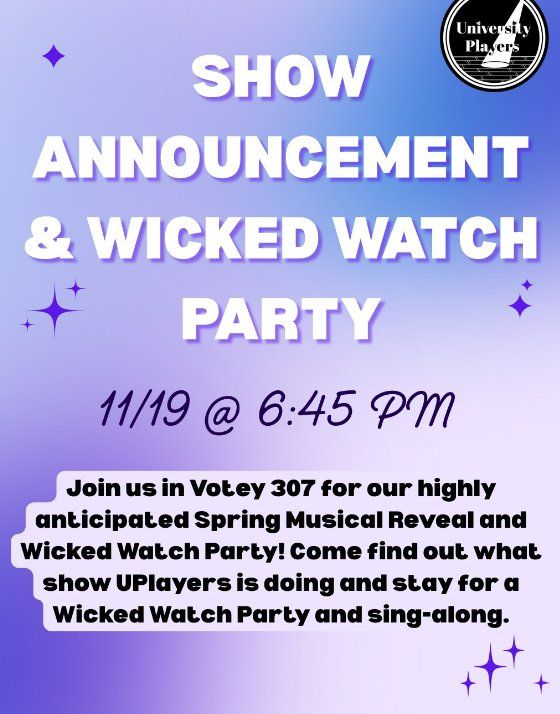 University
Players
SHOW
ANNOUNCEMENT
& WICKED WATCH
PARTY
11/19 @ 6:45 PM
Join us in Votey 307 for our highly
anticipated Spring Musical Reveal and
Wicked Watch Party! Come find out what
show UPlayers is doing and stay for a
Wicked Watch Party and sing-along.